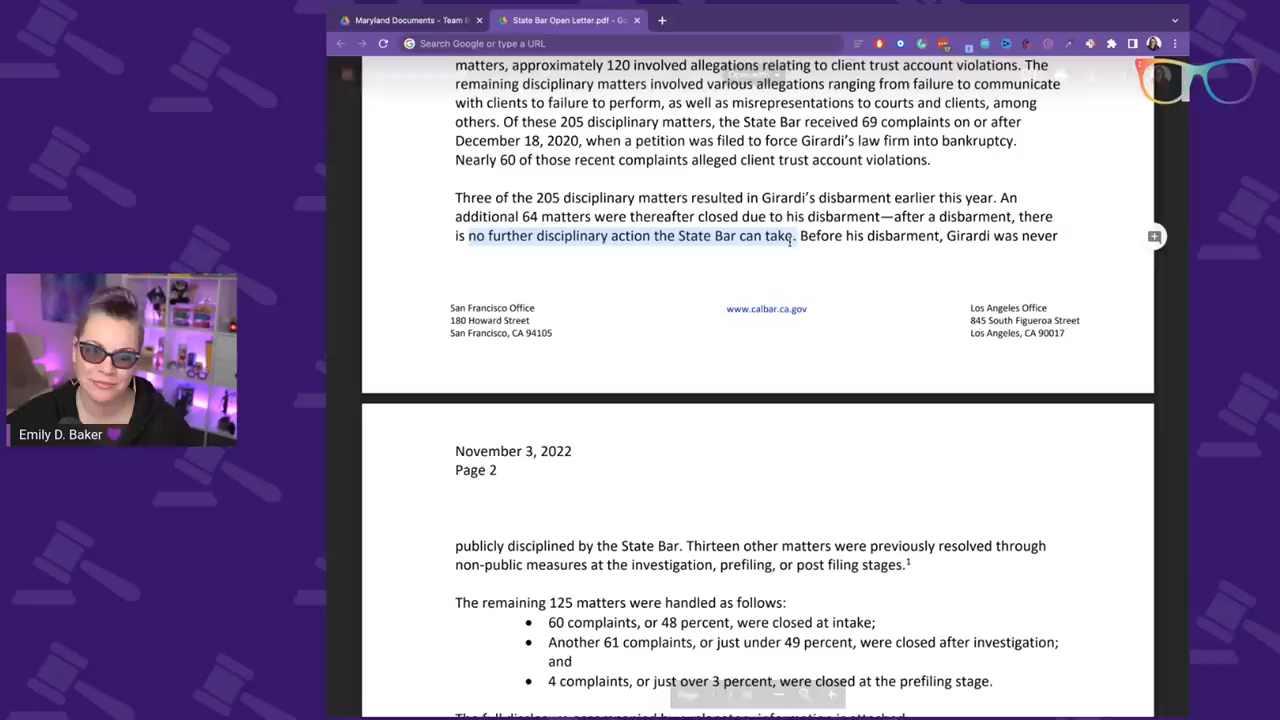 Maryland Documents - Team
State Bar Open Letter.pdf - Go
Search Google or type a URL
matters, approximately 120 involved allegations relating to client trust account violations. The
remaining disciplinary matters involved various allegations ranging from failure to communicate
with clients to failure to perform, as well as misrepresentations to courts and clients, among
others. Of these 205 disciplinary matters, the State Bar received 69 complaints on or after
December 18, 2020, when a petition was filed to force Girardi’s law firm into bankruptcy.
Nearly 60 of those recent complaints alleged client trust account violations.
Three of the 205 disciplinary matters resulted in Girardi’s disbarment earlier this year. An
additional 64 matters were thereafter closed due to his disbarment—after a disbarment, there
is no further disciplinary action the State Bar can take. Before his disbarment, Girardi was never
San Francisco Office
180 Howard Street
San Francisco, CA 94105
www.calbar.ca.gov
Los Angeles Office
845 South Figueroa Street
Los Angeles, CA 90017
Emily D. Baker
November 3, 2022
Page 2
publicly disciplined by the State Bar. Thirteen other matters were previously resolved through
non-public measures at the investigation, prefiling, or post filing stages.1
The remaining 125 matters were handled as follows:
• 60 complaints, or 48 percent, were closed at intake;
• Another 61 complaints, or just under 49 percent, were closed after investigation;
and
• 4 complaints, or just over 3 percent, were closed at the prefiling stage.
Page
The full disclosure accompanied by explanatory information is attached.